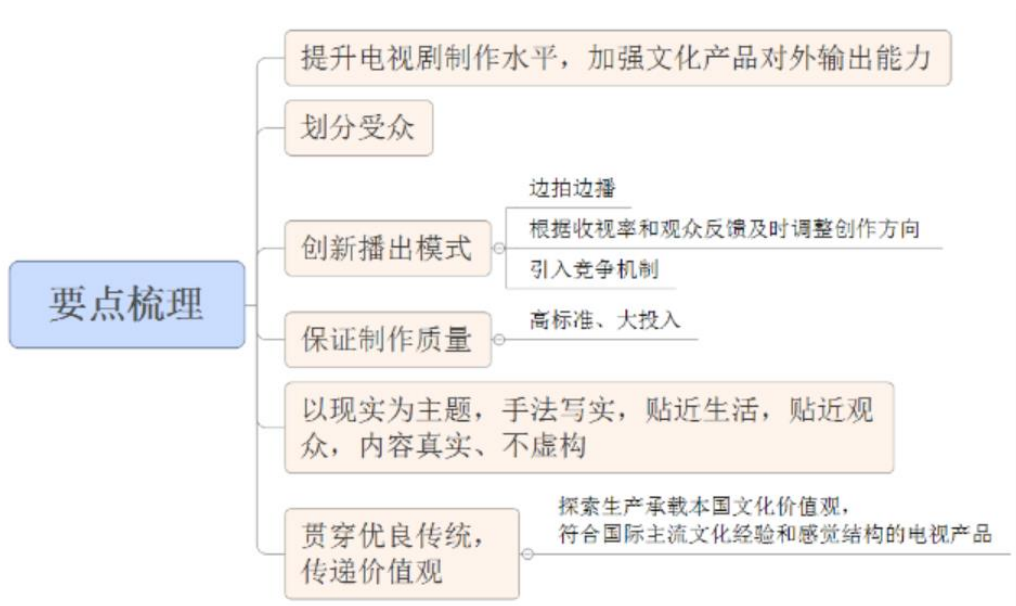 提升电视剧制作水平，加强文化产品对外输出能力
划分受众
边拍边播
根据收视率和观众反馈及时调整创作方向
创新播出模式
引入竞争机制
要点梳理
高标准、大投入
保证制作质量
以现实为主题，手法写实，贴近生活，贴近观
众，内容真实、不虚构
探索生产承载本国文化价值观，
符合国际主流文化经验和感觉结构的电视产品
贯穿优良传统，
传递价值观